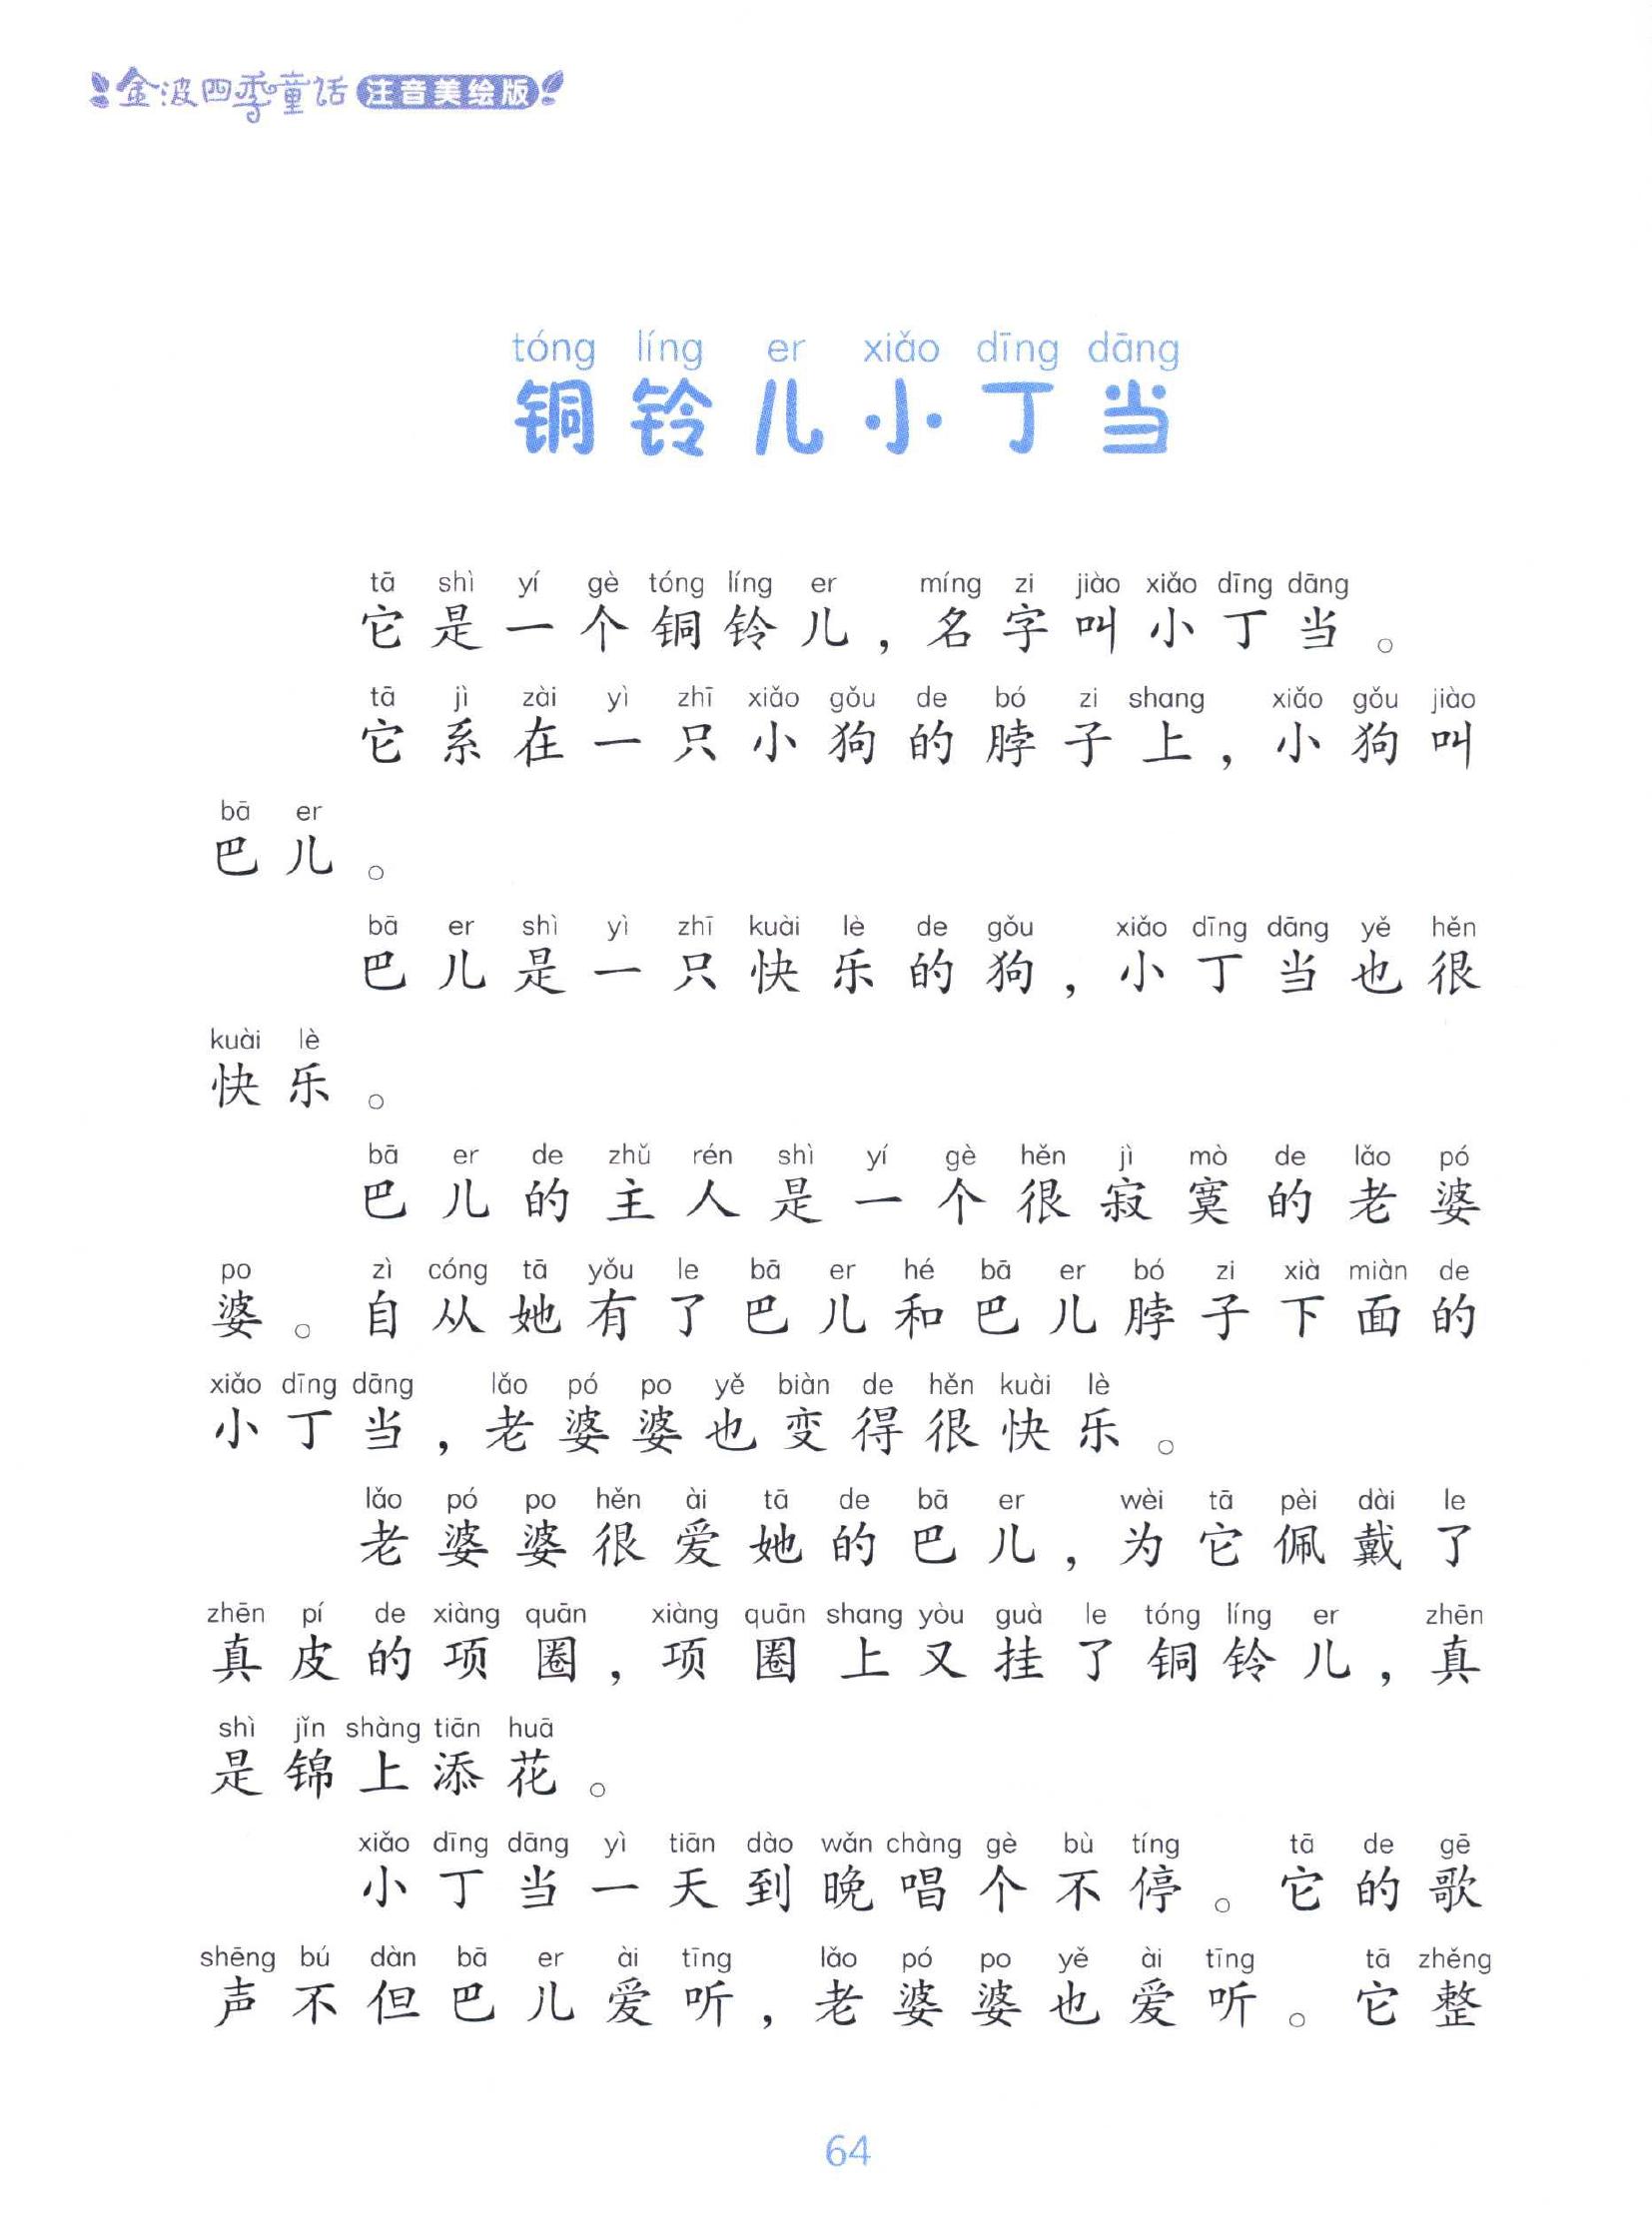 金波四季童话 注音美绘版
tóng líng er xiǎo dīng dāng
铜铃儿小丁当
tā shì yí gè tóng líng er míng zi jiào xiǎo dīng dāng
它是一个铜铃儿，名字叫小丁当。
tā jì zài yì zhī xiǎo gǒu de bó zi shang xiǎo gǒu jiào
它系在一只小狗的脖子上，小狗叫
bā er
巴儿。
bā er shì yì zhī kuài lè de gǒu xiǎo dīng dāng yě hěn
巴儿是一只快乐的狗，小丁当也很
kuài lè
快乐。
bā er de zhǔ rén shì yí gè hěn jì mò de lǎo pó
巴儿的主人是一个很寂寞的老婆
po zì cóng tā yǒu le bā er hé bā er bó zi xià miàn de
婆。自从她有了巴儿和巴儿脖子下面的
xiǎo dīng dāng lǎo pó po yě biàn de hěn kuài lè
小丁当，老婆婆也变得很快乐。
lǎo pó po hěn ài tā de bā er wèi tā pèi dài le
老婆婆很爱她的巴儿，为它佩戴了
zhēn pí de xiàng quān xiàng quān shang yòu guà le tóng líng er zhēn
真皮的项圈，项圈上又挂了铜铃儿，真
shì jǐn shàng tiān huā
是锦上添花。
xiǎo dīng dāng yì tiān dào wǎn chàng gè bù tíng tā de gē
小丁当一天到晚唱个不停。它的歌
shēng bú dàn bā er ài tīng lǎo pó po yě ài tīng tā zhěng
声不但巴儿爱听，老婆婆也爱听。它整
64